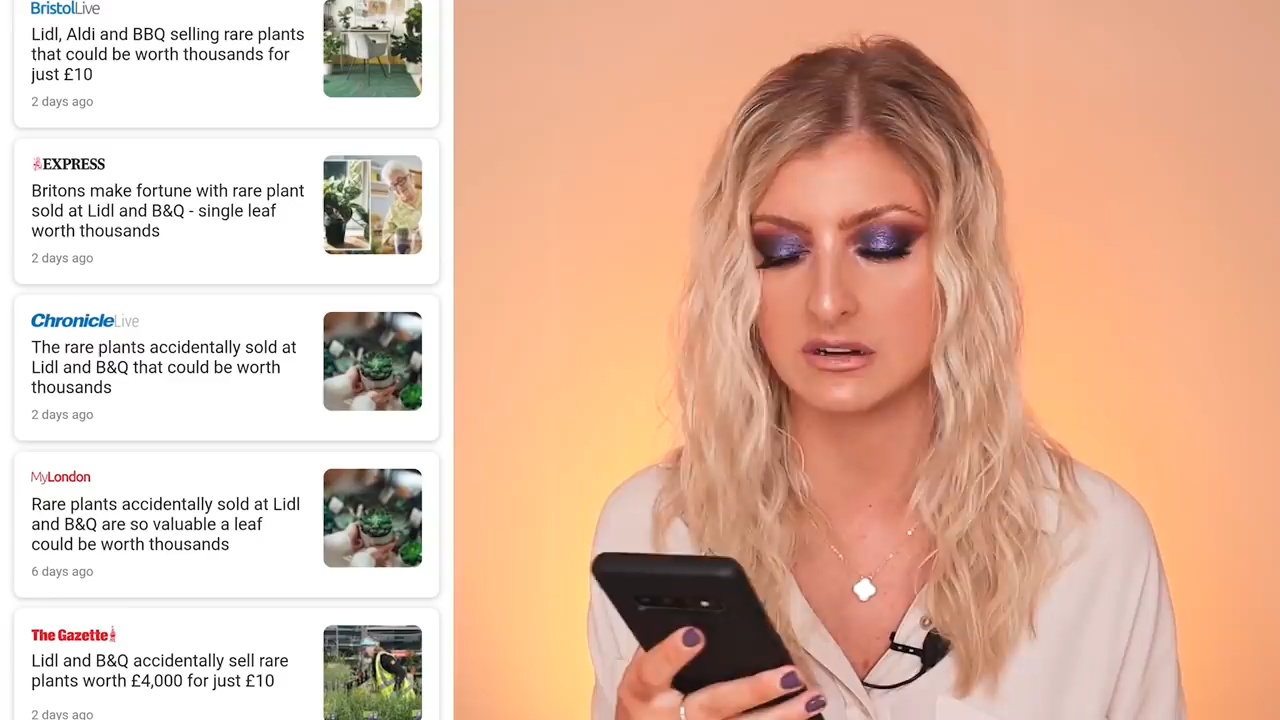 BristolLive
Lidl, Aldi and BBQ selling rare plants
that could be worth thousands for
just £10
2 days ago
EXPRESS
Britons make fortune with rare plant
sold at Lidl and B&Q - single leaf
worth thousands
2 days ago
ChronicleLive
The rare plants accidentally sold at
Lidl and B&Q that could be worth
thousands
2 days ago
MyLondon
Rare plants accidentally sold at Lidl
and B&Q are so valuable a leaf
could be worth thousands
6 days ago
The Gazette
Lidl and B&Q accidentally sell rare
plants worth £4,000 for just £10
2 days ago